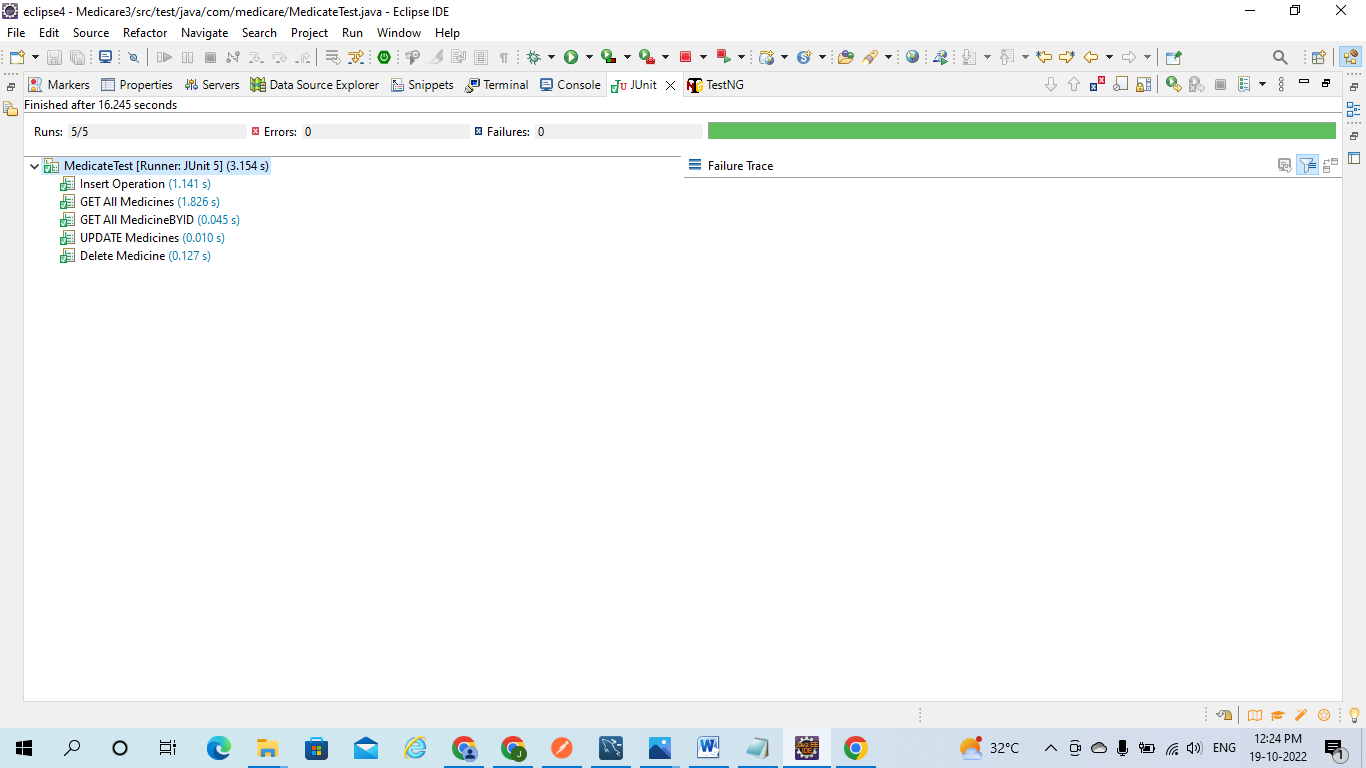 eclipse4 - Medicare3/src/test/java/com/medicare/MedicateTest.java - Eclipse IDE
File Edit Source Refactor Navigate Search Project Run Window Help
Markers Properties Servers Data Source Explorer Snippets Terminal Console JUnit TestNG
Finished after 16.245 seconds
Runs: 5/5 Errors: 0 Failures: 0
MedicateTest [Runner: JUnit 5] (3.154 s)
Failure Trace
Insert Operation (1.141 s)
GET All Medicines (1.826 s)
GET All MedicineBYID (0.045 s)
UPDATE Medicines (0.010 s)
Delete Medicine (0.127 s)
32°C ENG 12:24 PM
19-10-2022 1